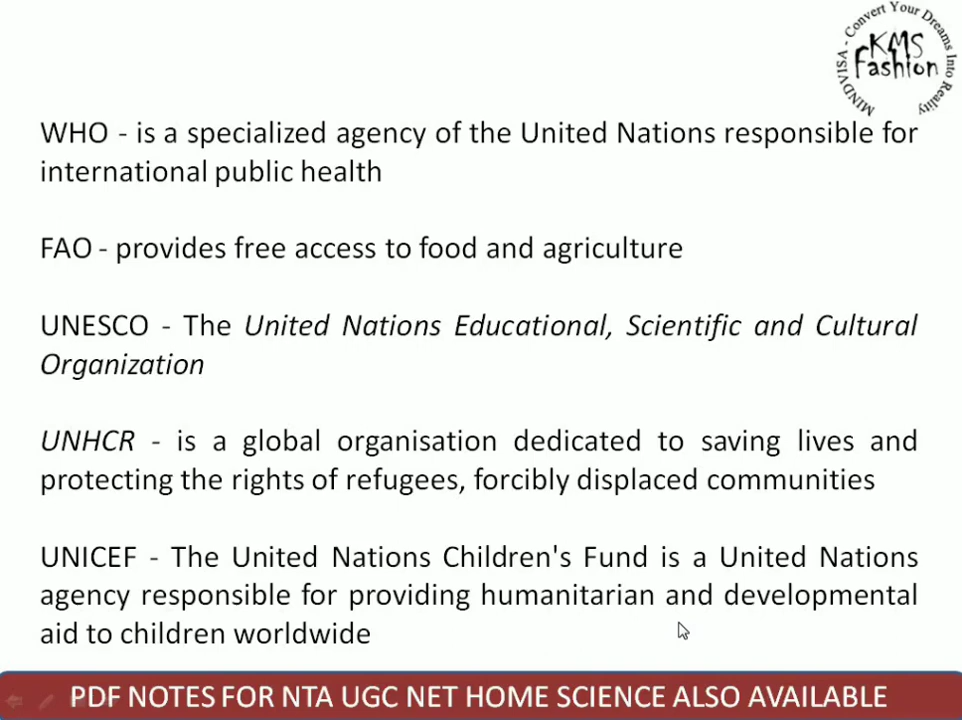 MINDVISA - Convert Your Dreams Into Reality
KMS
Fashion
WHO - is a specialized agency of the United Nations responsible for
international public health
FAO - provides free access to food and agriculture
UNESCO - The United Nations Educational, Scientific and Cultural
Organization
UNHCR - is a global organisation dedicated to saving lives and
protecting the rights of refugees, forcibly displaced communities
UNICEF - The United Nations Children's Fund is a United Nations
agency responsible for providing humanitarian and developmental
aid to children worldwide
PDF NOTES FOR NTA UGC NET HOME SCIENCE ALSO AVAILABLE